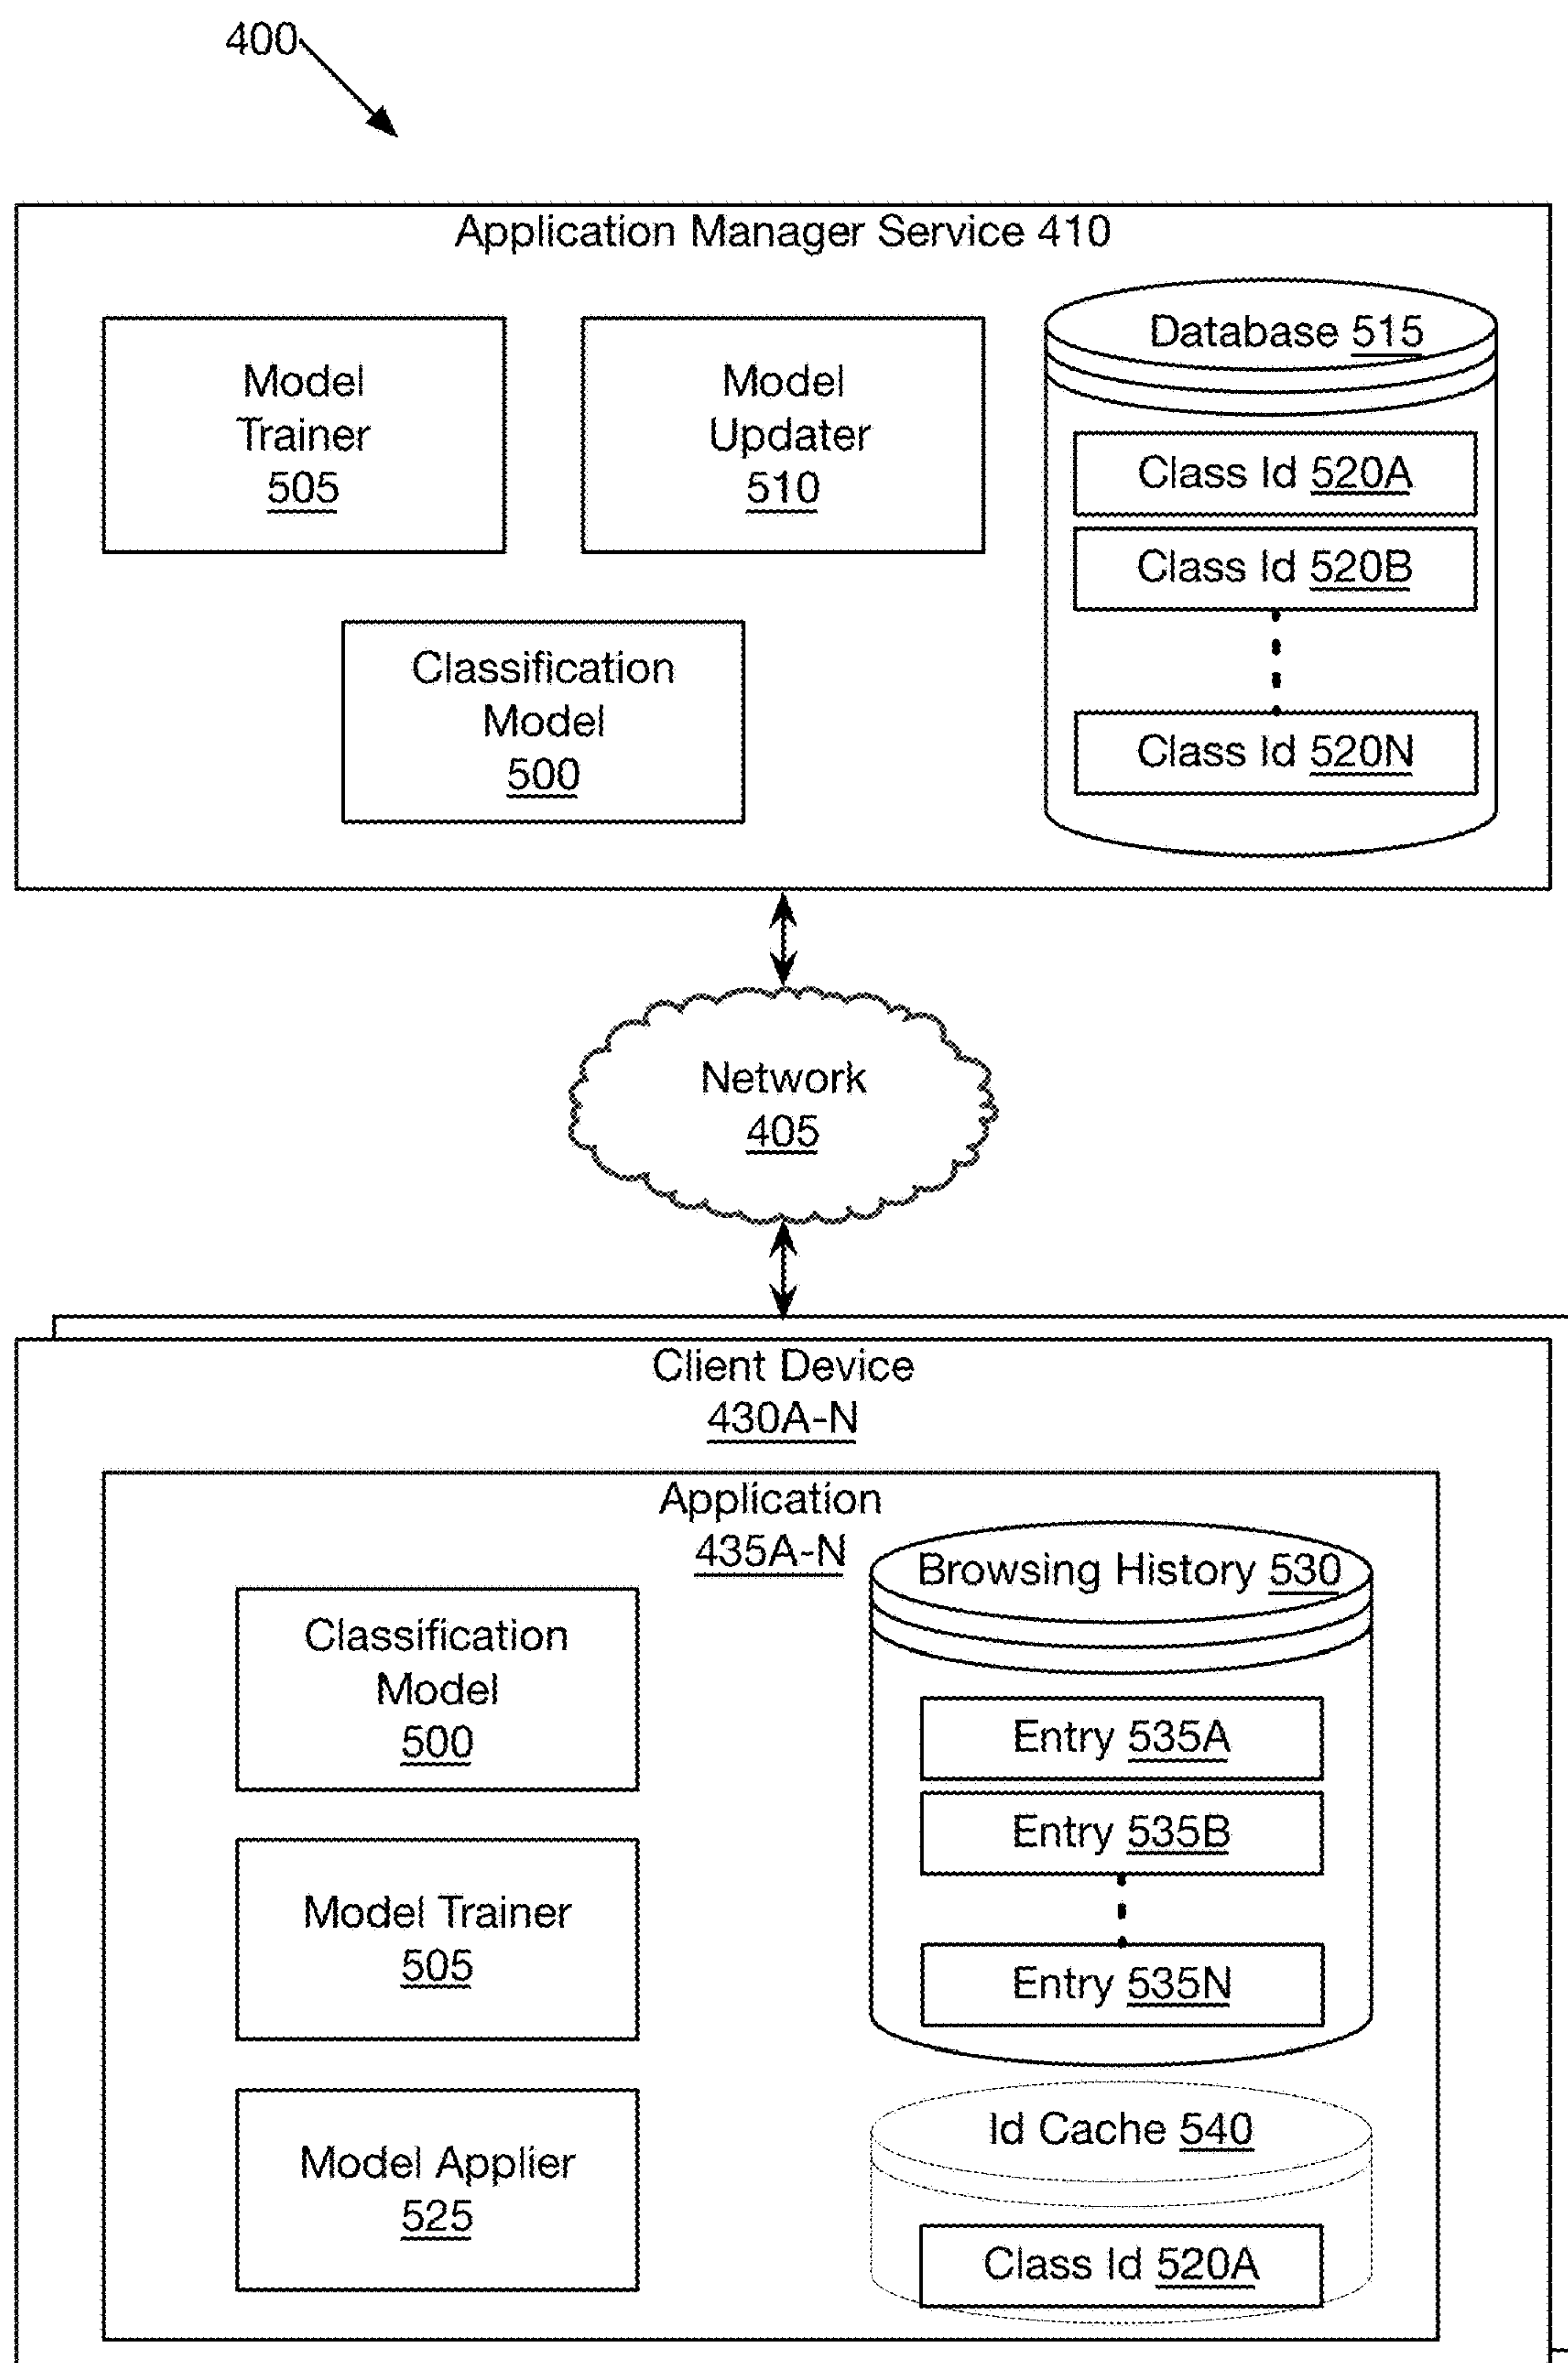 400
Application Manager Service 410
Model
Trainer
505
Model
Updater
510
Classification
Model
500
Database 515
Class Id 520A
Class Id 520B
Class Id 520N
Network
405
Client Device
430A-N
Application
435A-N
Classification
Model
500
Model Trainer
505
Model Applier
525
Browsing History 530
Entry 535A
Entry 535B
Entry 535N
Id Cache 540
Class Id 520A